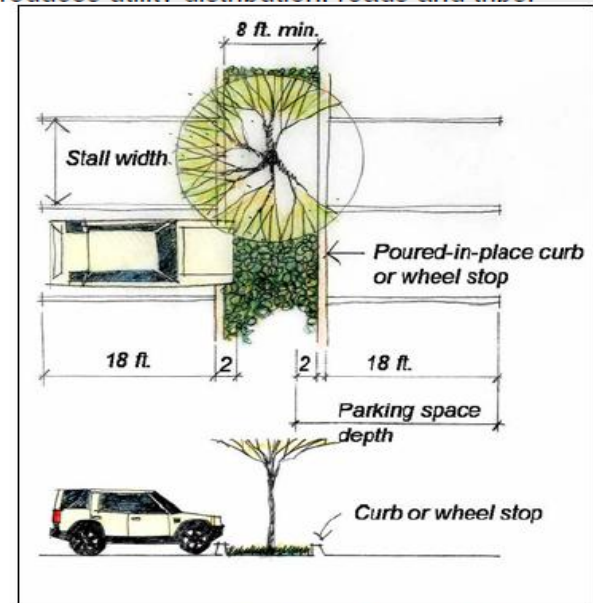 8 ft. min.
Stall width
Poured-in-place curb
or wheel stop
18 ft.
2
2
18 ft.
Parking space
depth
Curb or wheel stop